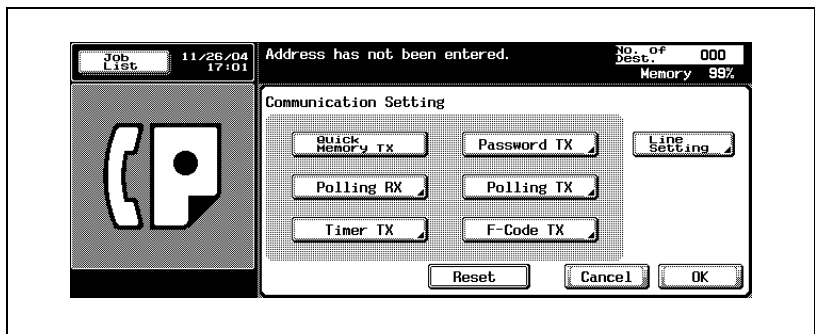 Job
List
11/26/04
17:01
Address has not been entered.
No. of
Dest.
000
Memory 99%
Communication Setting
Quick
Memory TX
Password TX
Line
Setting
Polling RX
Polling TX
Timer TX
F-Code TX
Reset
Cancel
OK